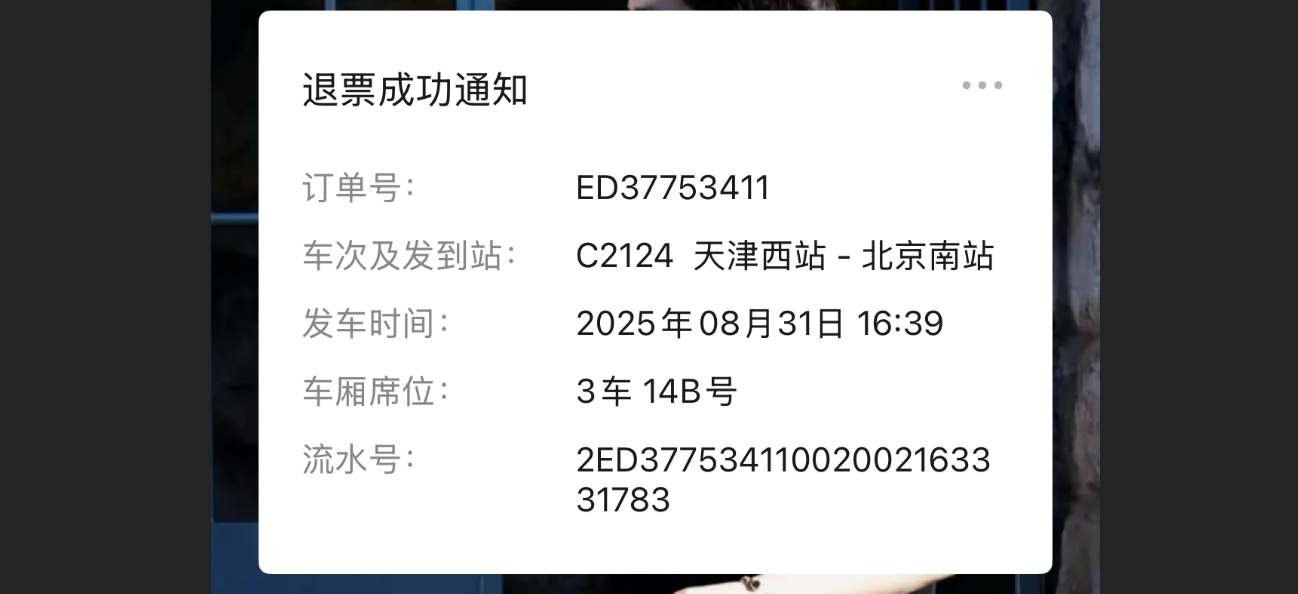 退票成功通知
订单号： ED37753411
车次及发到站： C2124 天津西站 - 北京南站
发车时间： 2025年08月31日 16:39
车厢席位： 3车 14B号
流水号： 2ED377534110020021633
31783